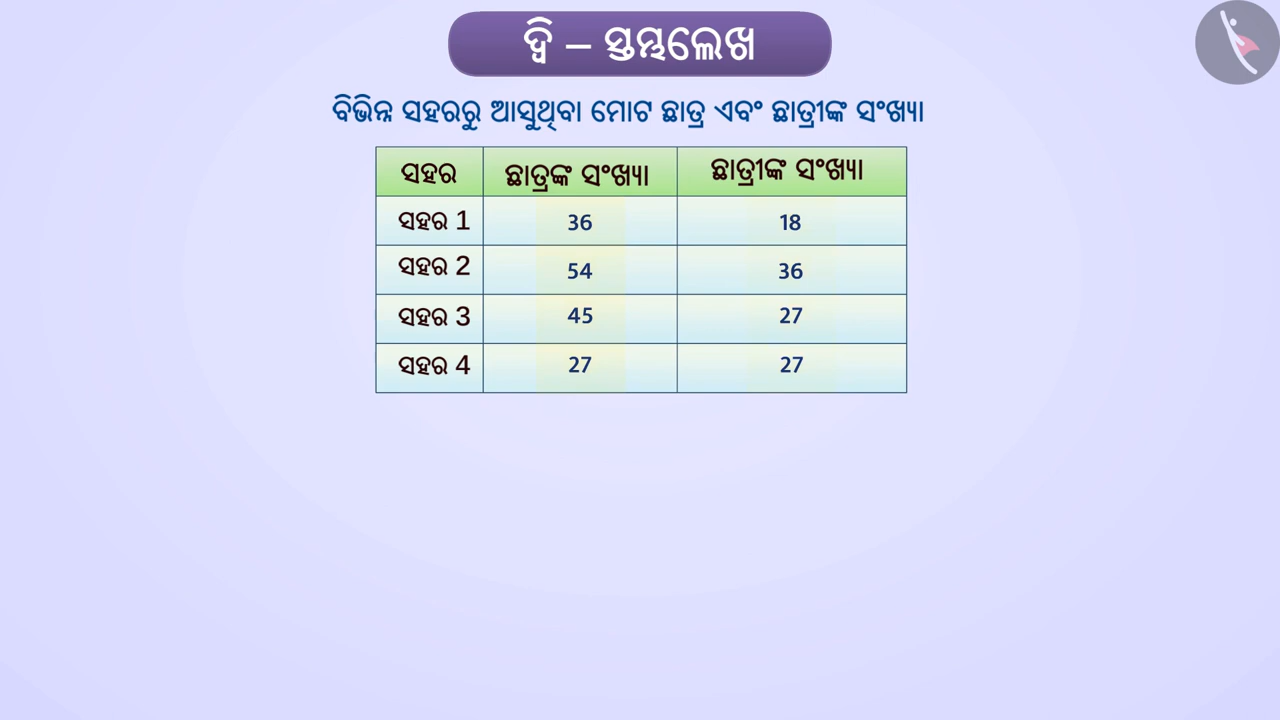 ଦ୍ୱି – ସ୍ତମ୍ଭଲେଖ
ବିଭିନ୍ନ ସହରରୁ ଆସୁଥିବା ମୋଟ ଛାତ୍ର ଏବଂ ଛାତ୍ରୀଙ୍କ ସଂଖ୍ୟା
ସହର ଛାତ୍ରଙ୍କ ସଂଖ୍ୟା ଛାତ୍ରୀଙ୍କ ସଂଖ୍ୟା
ସହର 1 36 18
ସହର 2 54 36
ସହର 3 45 27
ସହର 4 27 27